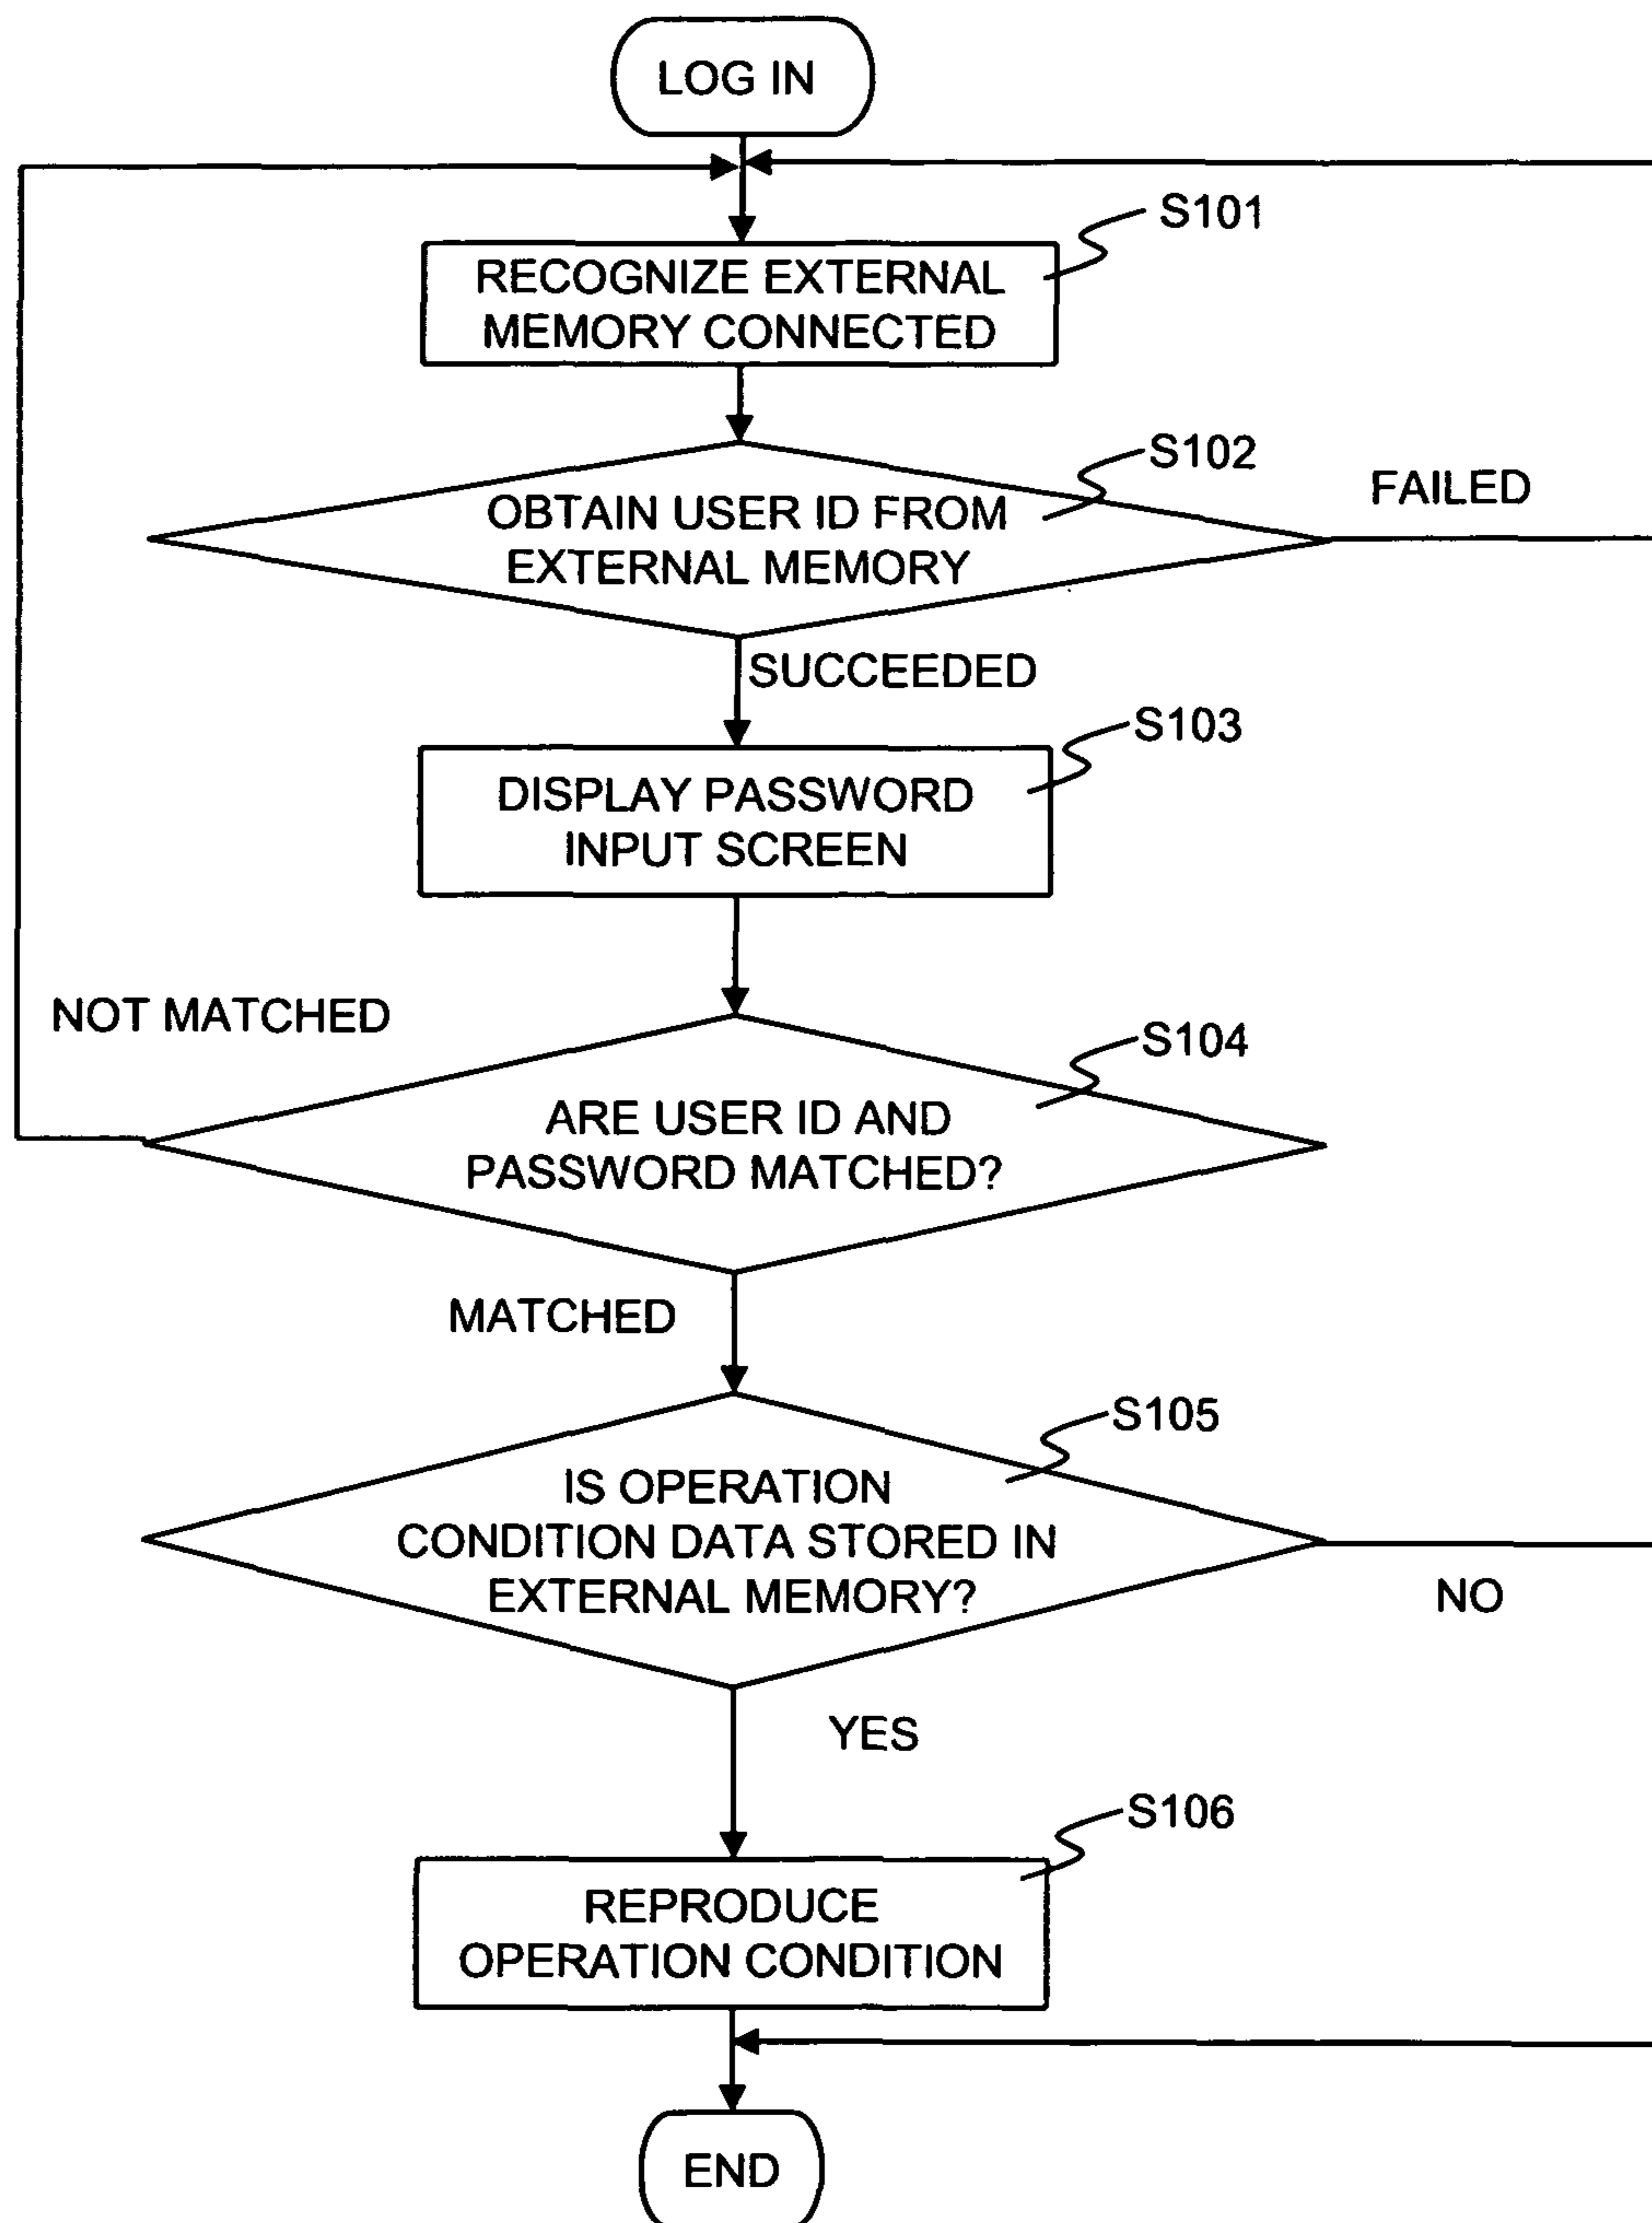 LOG IN
S101
RECOGNIZE EXTERNAL
MEMORY CONNECTED
S102
FAILED
OBTAIN USER ID FROM
EXTERNAL MEMORY
SUCCEEDED
S103
DISPLAY PASSWORD
INPUT SCREEN
NOT MATCHED
S104
ARE USER ID AND
PASSWORD MATCHED?
MATCHED
S105
IS OPERATION
CONDITION DATA STORED IN
EXTERNAL MEMORY?
NO
YES
S106
REPRODUCE
OPERATION CONDITION
END